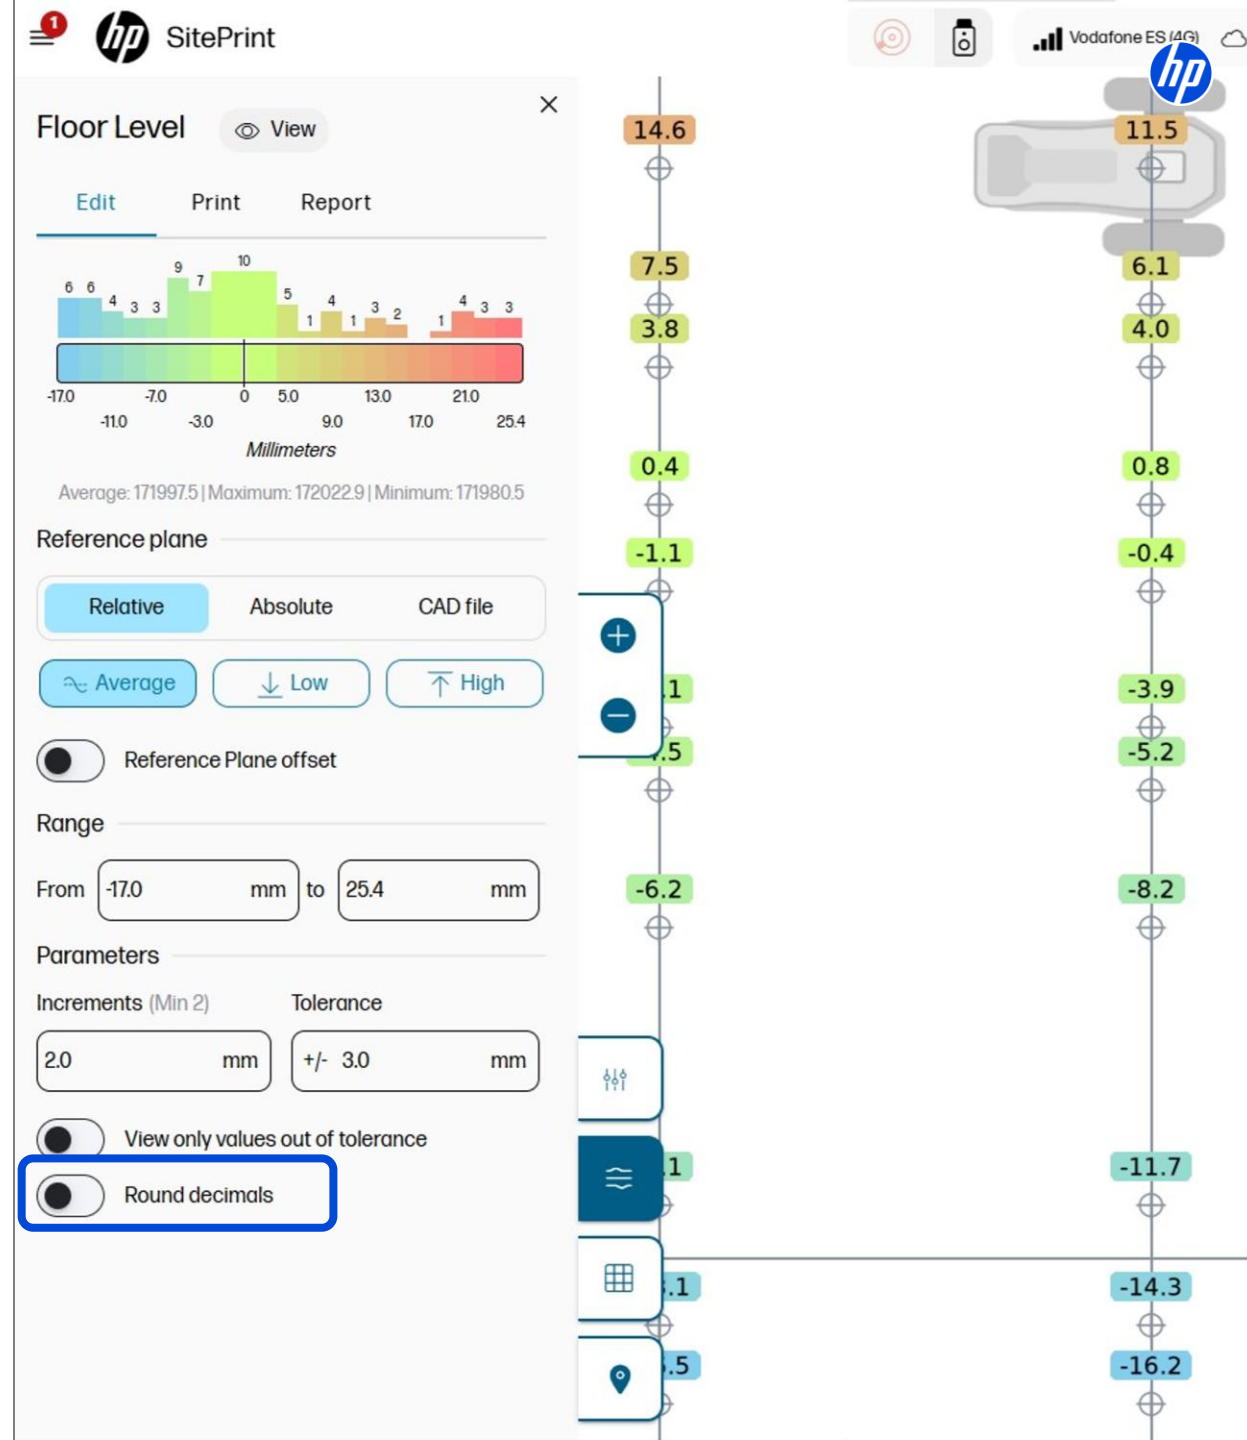 1
hp SitePrint
Vodafone ES (4G)
hp
Floor Level
View
Edit Print Report
6 6 4 3 3 9 7 10 5 1 4 1 3 2 1 4 3 3
-17.0 -7.0 0 5.0 13.0 21.0
-11.0 -3.0 9.0 17.0 25.4
Millimeters
Average: 171997.5 | Maximum: 172022.9 | Minimum: 171980.5
Reference plane
Relative Absolute CAD file
Average Low High
Reference Plane offset
Range
From -17.0 mm to 25.4 mm
Parameters
Increments (Min 2) Tolerance
2.0 mm +/- 3.0 mm
View only values out of tolerance
Round decimals
14.6 11.5
7.5 6.1
3.8 4.0
0.4 0.8
-1.1 -0.4
.1 -3.9
.5 -5.2
-6.2 -8.2
.1 -11.7
.1 -14.3
.5 -16.2